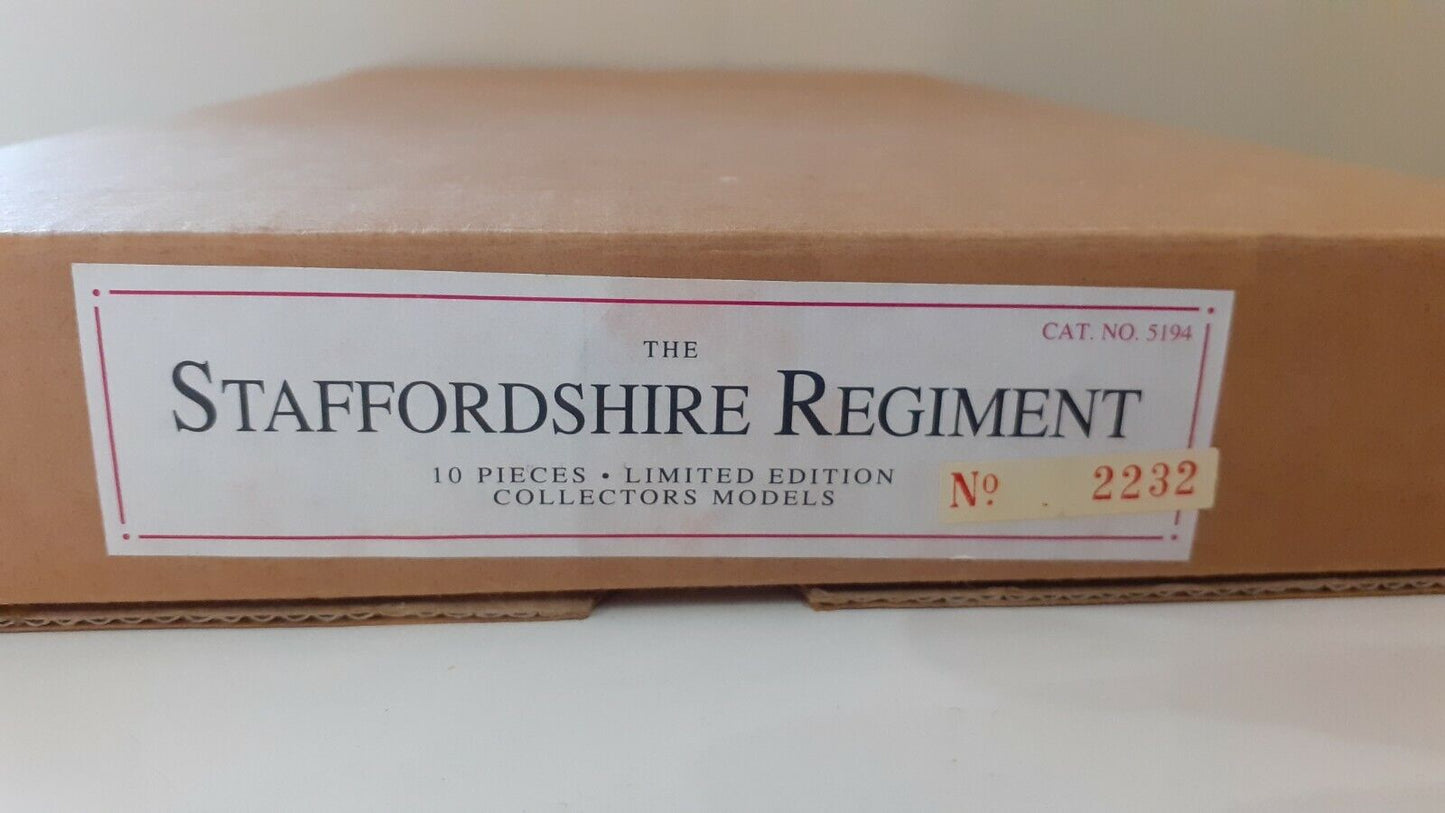 CAT. NO. 5194
THE
STAFFORDSHIRE REGIMENT
10 PIECES • LIMITED EDITION
COLLECTORS MODELS
Nº 2232